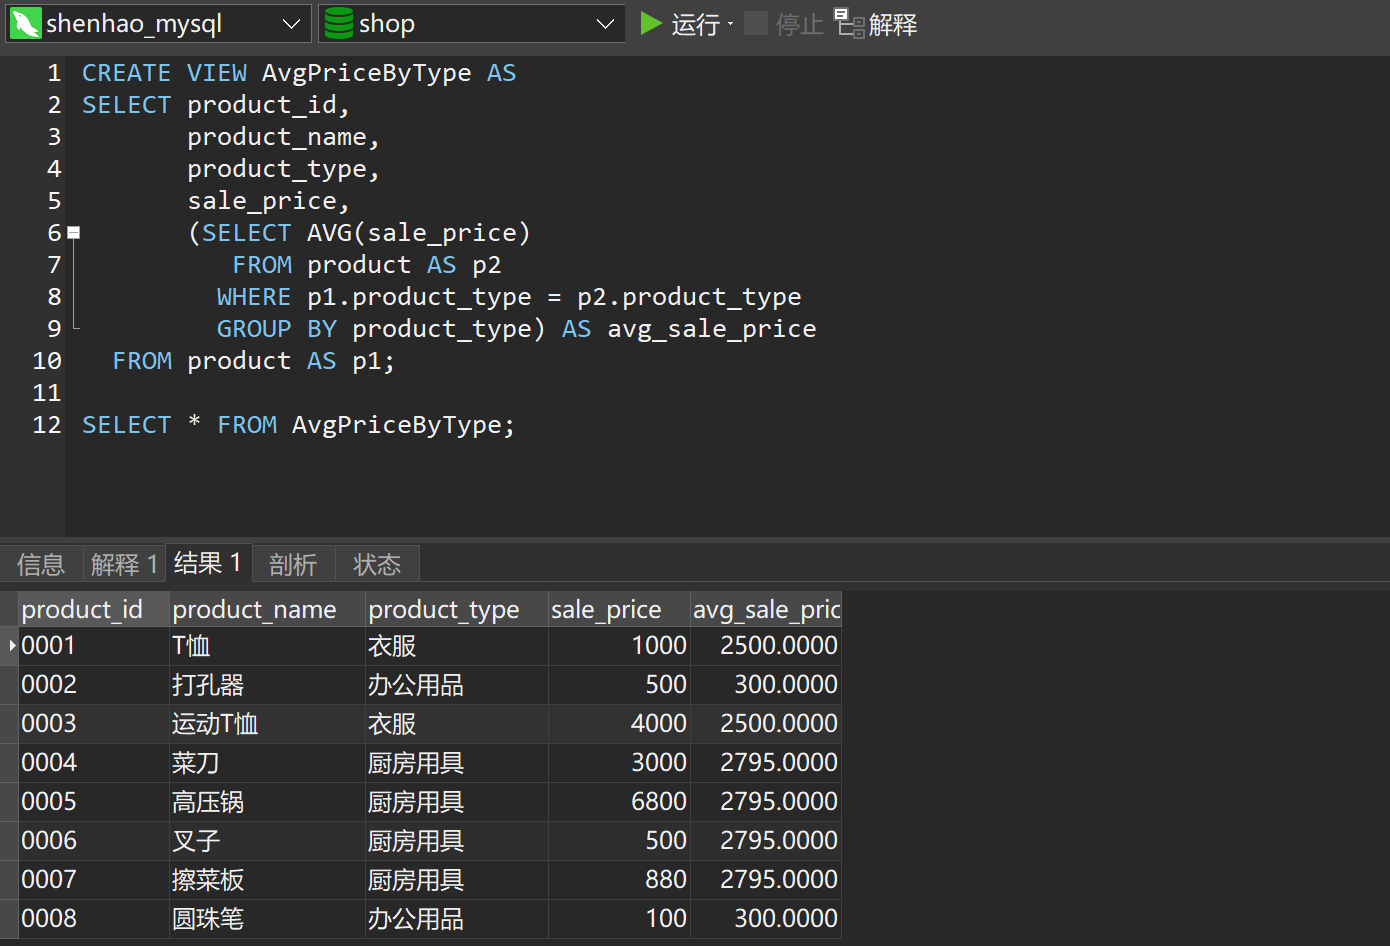 shenhao_mysql shop 运行 停止 解释
1 CREATE VIEW AvgPriceByType AS
2 SELECT product_id,
3 product_name,
4 product_type,
5 sale_price,
6 (SELECT AVG(sale_price)
7 FROM product AS p2
8 WHERE p1.product_type = p2.product_type
9 GROUP BY product_type) AS avg_sale_price
10 FROM product AS p1;
11
12 SELECT * FROM AvgPriceByType;
信息 解释 1 结果 1 剖析 状态
product_id product_name product_type sale_price avg_sale_pric
0001 T恤 衣服 1000 2500.0000
0002 打孔器 办公用品 500 300.0000
0003 运动T恤 衣服 4000 2500.0000
0004 菜刀 厨房用具 3000 2795.0000
0005 高压锅 厨房用具 6800 2795.0000
0006 叉子 厨房用具 500 2795.0000
0007 擦菜板 厨房用具 880 2795.0000
0008 圆珠笔 办公用品 100 300.0000